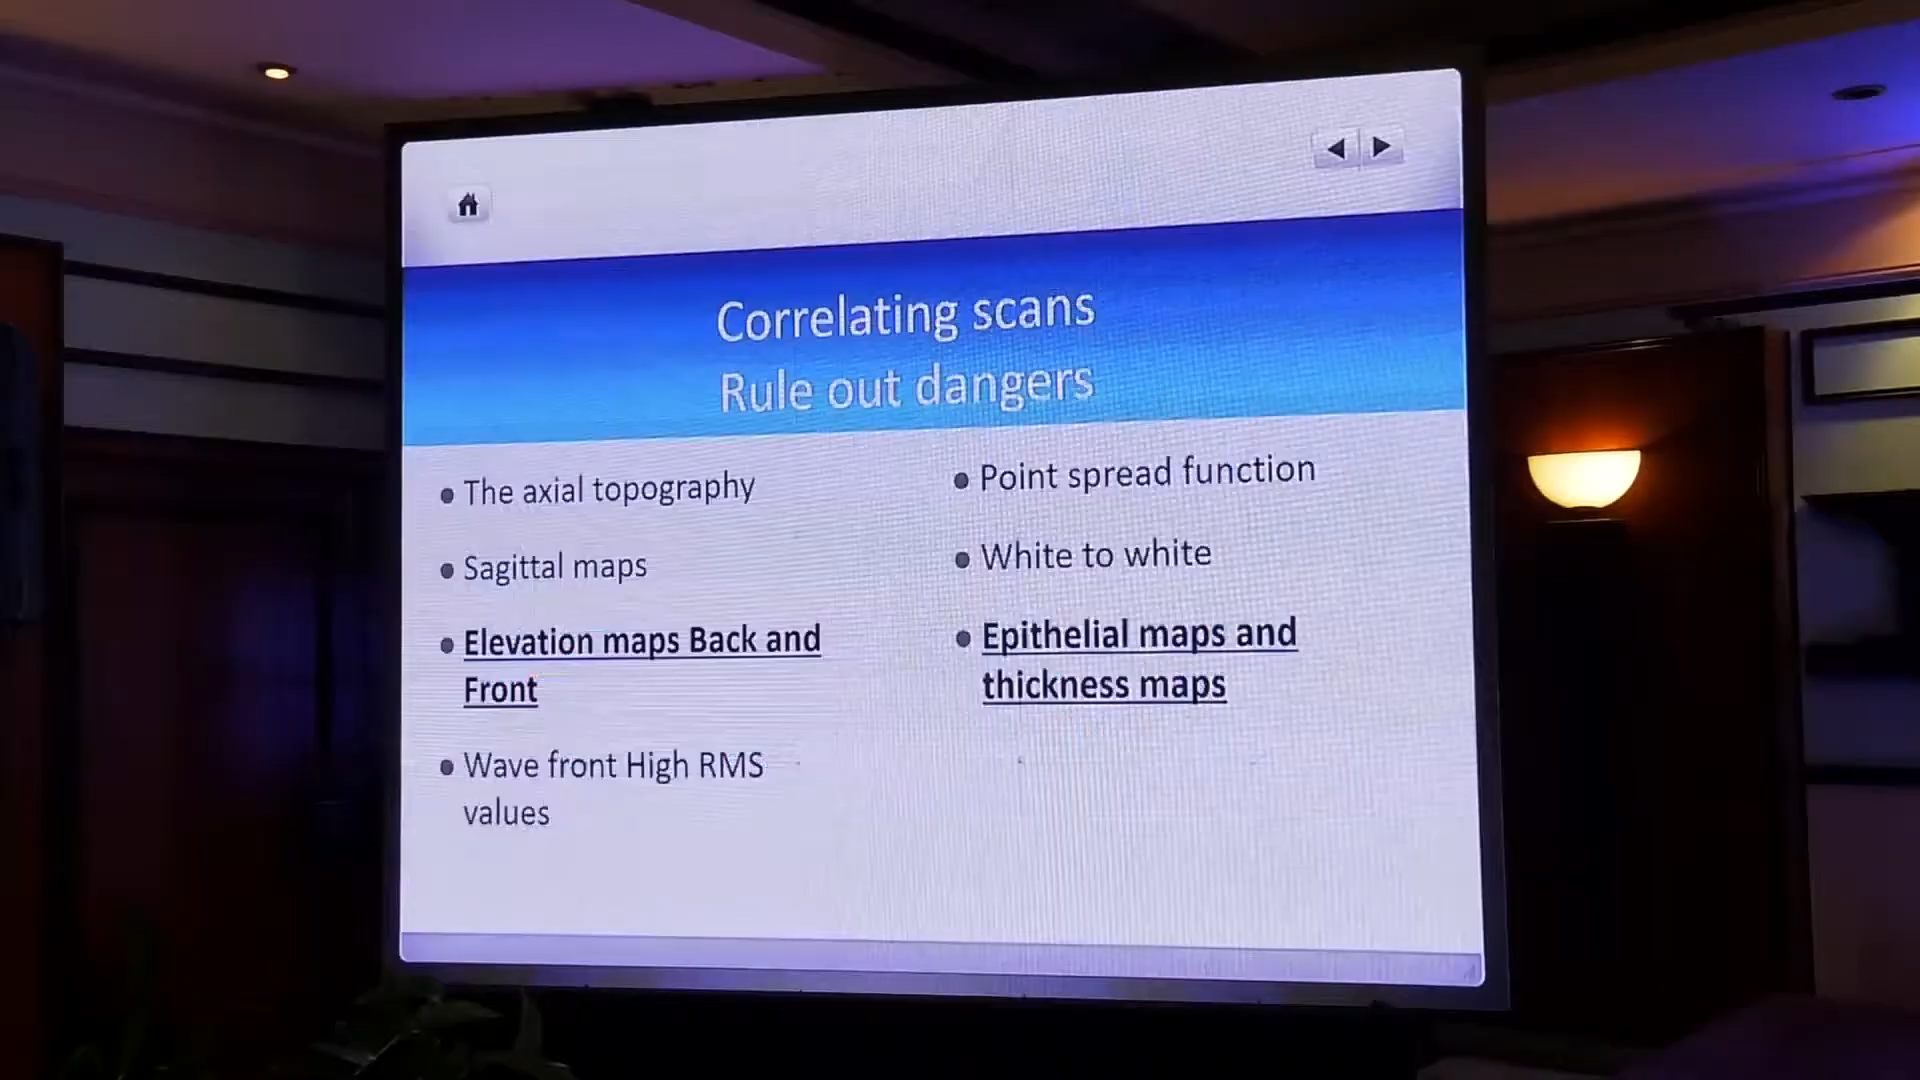 Correlating scans
Rule out dangers
• The axial topography
• Sagittal maps
• Elevation maps Back and
Front
• Wave front High RMS
values
• Point spread function
• White to white
• Epithelial maps and
thickness maps